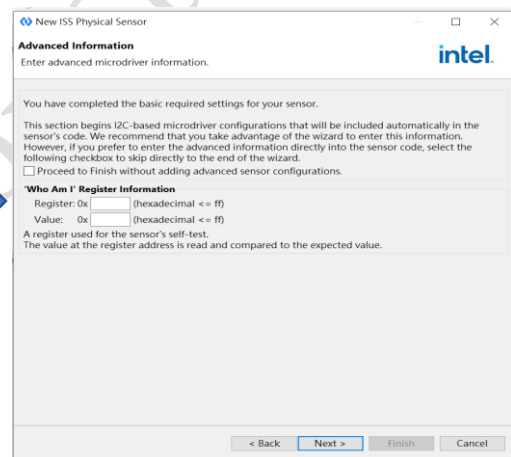 New ISS Physical Sensor
Advanced Information
Enter advanced microdriver information.
intel.
You have completed the basic required settings for your sensor.
This section begins I2C-based microdriver configurations that will be included automatically in the
sensor's code. We recommend that you take advantage of the wizard to enter this information.
However, if you prefer to enter the advanced information directly into the sensor code, select the
following checkbox to skip directly to the end of the wizard.
Proceed to Finish without adding advanced sensor configurations.
'Who Am I' Register Information
Register: 0x (hexadecimal <= ff)
Value: 0x (hexadecimal <= ff)
A register used for the sensor's self-test.
The value at the register address is read and compared to the expected value.
< Back Next > Finish Cancel